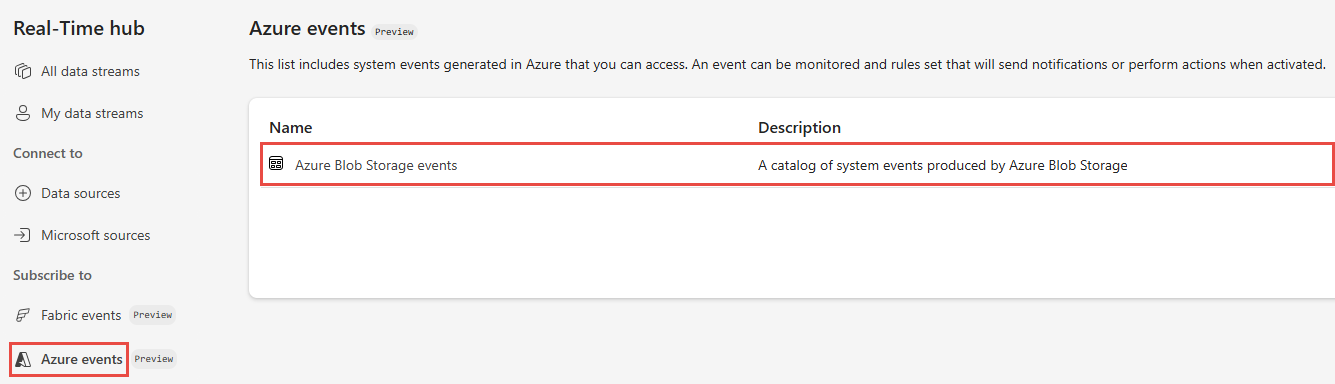 Real-Time hub
All data streams
My data streams
Connect to
Data sources
Microsoft sources
Subscribe to
Fabric events Preview
Azure events Preview
Azure events Preview
This list includes system events generated in Azure that you can access. An event can be monitored and rules set that will send notifications or perform actions when activated.
Name Description
Azure Blob Storage events A catalog of system events produced by Azure Blob Storage